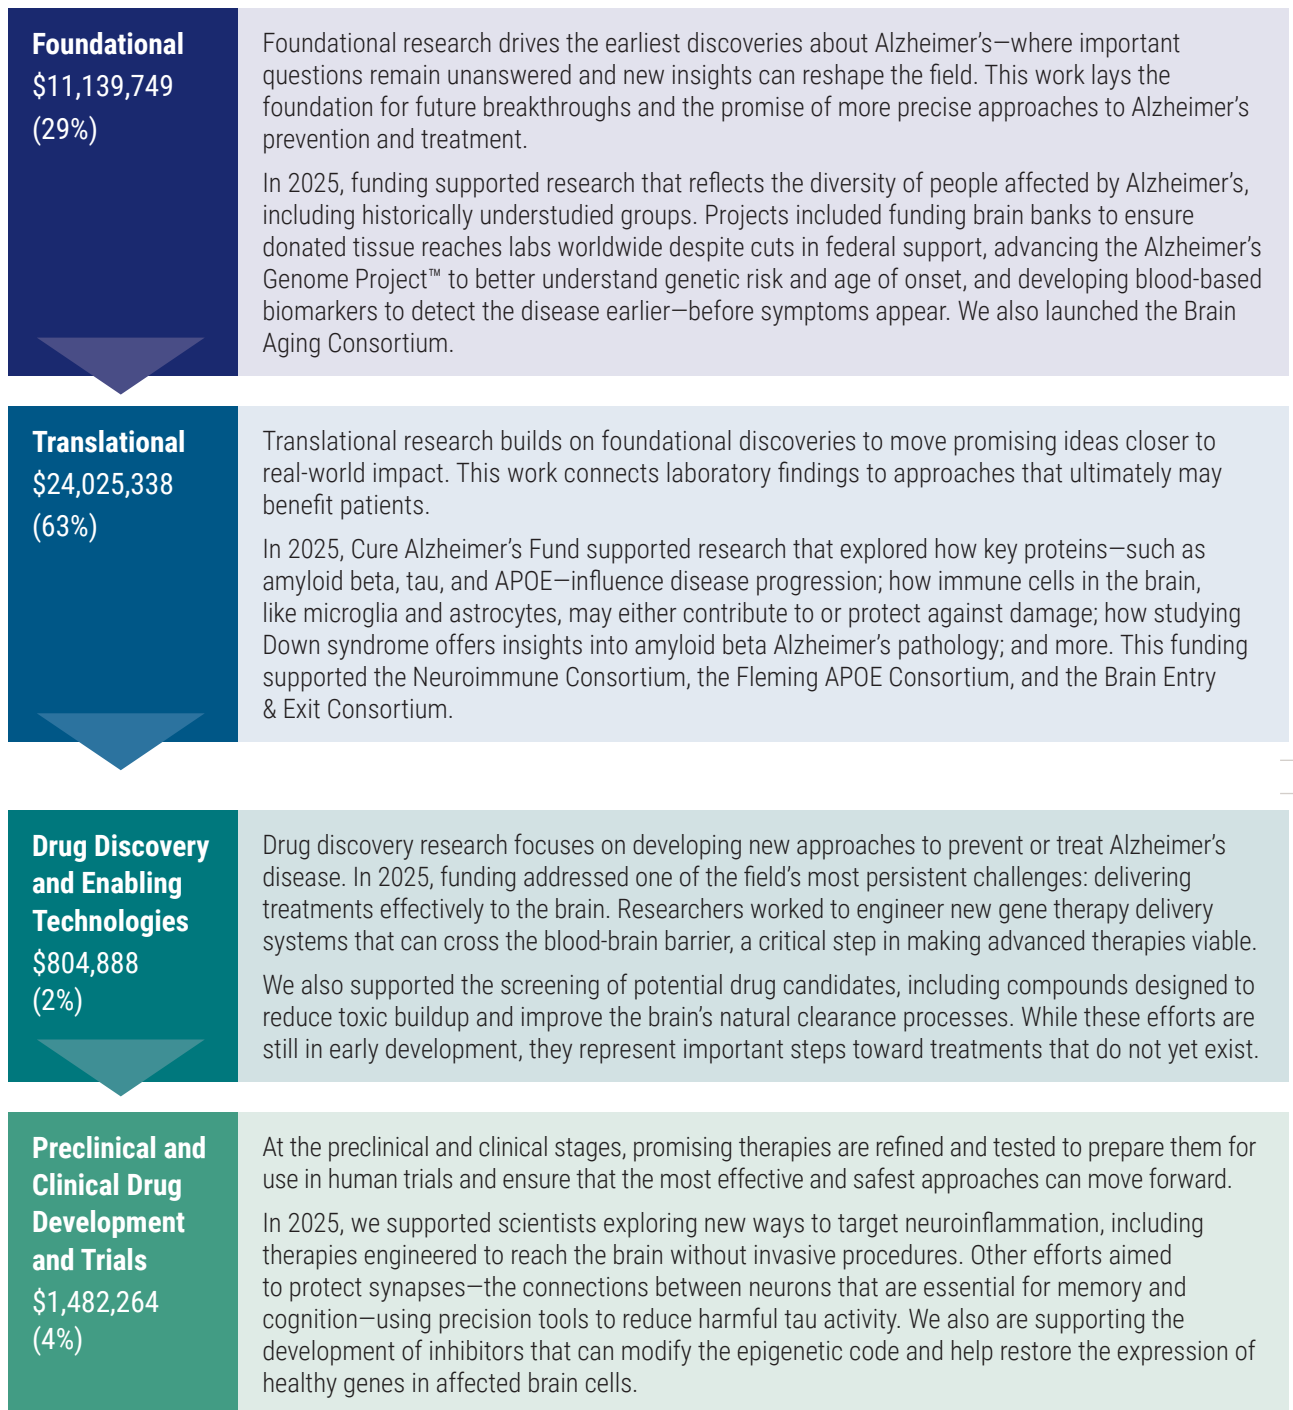 Foundational
$11,139,749
(29%)
Foundational research drives the earliest discoveries about Alzheimer’s—where important
questions remain unanswered and new insights can reshape the field. This work lays the
foundation for future breakthroughs and the promise of more precise approaches to Alzheimer’s
prevention and treatment.
In 2025, funding supported research that reflects the diversity of people affected by Alzheimer’s,
including historically understudied groups. Projects included funding brain banks to ensure
donated tissue reaches labs worldwide despite cuts in federal support, advancing the Alzheimer’s
Genome Project™ to better understand genetic risk and age of onset, and developing blood-based
biomarkers to detect the disease earlier—before symptoms appear. We also launched the Brain
Aging Consortium.
Translational
$24,025,338
(63%)
Translational research builds on foundational discoveries to move promising ideas closer to
real-world impact. This work connects laboratory findings to approaches that ultimately may
benefit patients.
In 2025, Cure Alzheimer’s Fund supported research that explored how key proteins—such as
amyloid beta, tau, and APOE—influence disease progression; how immune cells in the brain,
like microglia and astrocytes, may either contribute to or protect against damage; how studying
Down syndrome offers insights into amyloid beta Alzheimer’s pathology; and more. This funding
supported the Neuroimmune Consortium, the Fleming APOE Consortium, and the Brain Entry
& Exit Consortium.
Drug Discovery
and Enabling
Technologies
$804,888
(2%)
Drug discovery research focuses on developing new approaches to prevent or treat Alzheimer’s
disease. In 2025, funding addressed one of the field’s most persistent challenges: delivering
treatments effectively to the brain. Researchers worked to engineer new gene therapy delivery
systems that can cross the blood-brain barrier, a critical step in making advanced therapies viable.
We also supported the screening of potential drug candidates, including compounds designed to
reduce toxic buildup and improve the brain’s natural clearance processes. While these efforts are
still in early development, they represent important steps toward treatments that do not yet exist.
Preclinical and
Clinical Drug
Development
and Trials
$1,482,264
(4%)
At the preclinical and clinical stages, promising therapies are refined and tested to prepare them for
use in human trials and ensure that the most effective and safest approaches can move forward.
In 2025, we supported scientists exploring new ways to target neuroinflammation, including
therapies engineered to reach the brain without invasive procedures. Other efforts aimed
to protect synapses—the connections between neurons that are essential for memory and
cognition—using precision tools to reduce harmful tau activity. We also are supporting the
development of inhibitors that can modify the epigenetic code and help restore the expression of
healthy genes in affected brain cells.